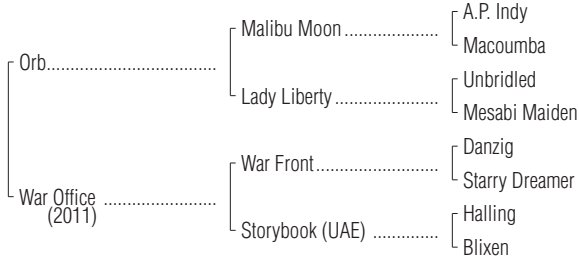 A.P. Indy
Malibu Moon ....................
Macoumba
Orb....................................
Unbridled
Lady Liberty ......................
Mesabi Maiden
Danzig
War Front..........................
Starry Dreamer
War Office ........................
(2011)
Halling
Storybook (UAE) ..............
Blixen